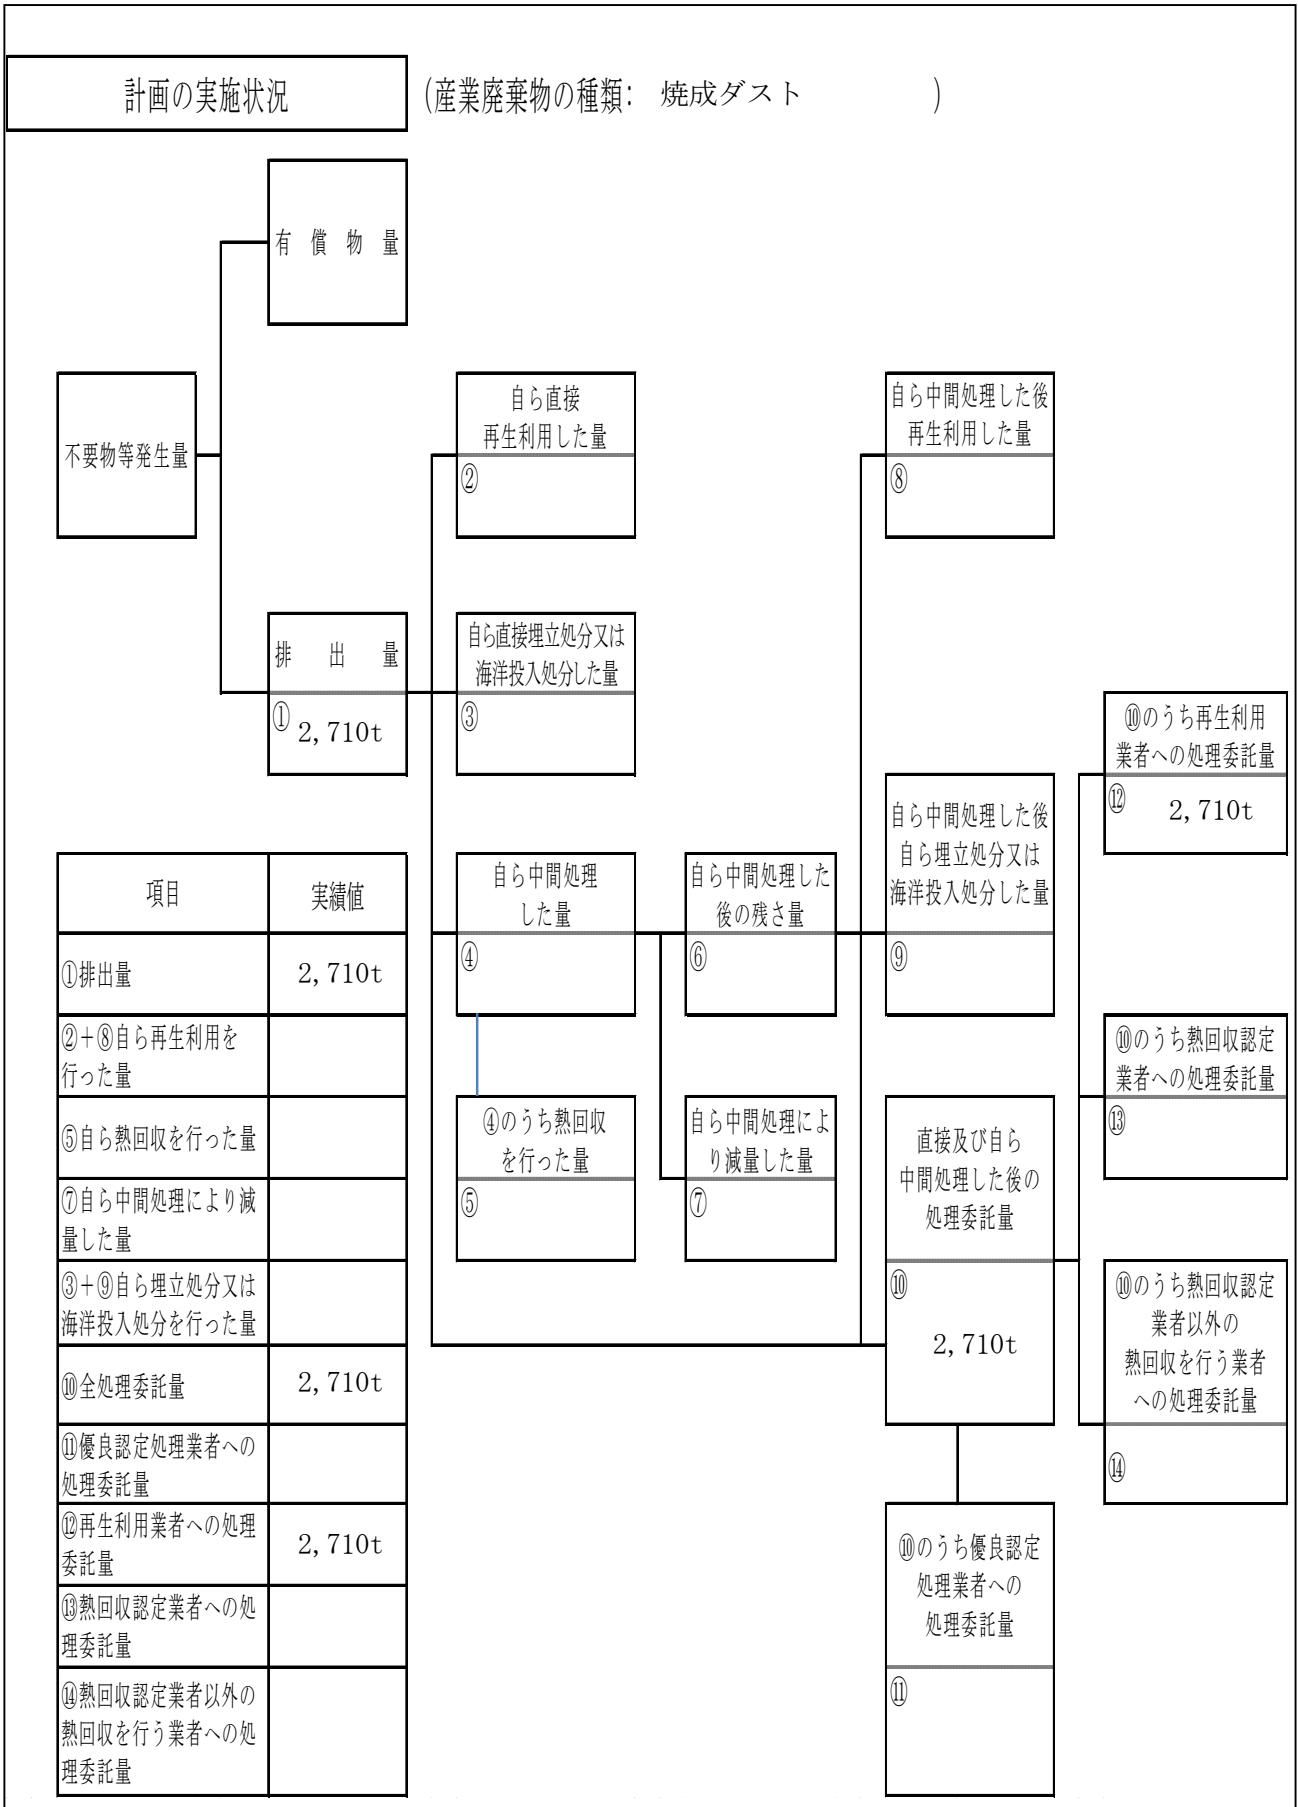 計画の実施状況
(産業廃棄物の種類: 焼成ダスト )
有 償 物 量
不要物等発生量
自ら直接
再生利用した量
②
自ら中間処理した後
再生利用した量
⑧
排 出 量
① 2,710t
自ら直接埋立処分又は
海洋投入処分した量
③
⑩のうち再生利用
業者への処理委託量
⑫ 2,710t
自ら中間処理した後
自ら埋立処分又は
海洋投入処分した量
⑨
自ら中間処理
した量
④
自ら中間処理した
後の残さ量
⑥
⑩のうち熱回収認定
業者への処理委託量
⑬
④のうち熱回収
を行った量
⑤
自ら中間処理によ
り減量した量
⑦
直接及び自ら
中間処理した後の
処理委託量
⑩
2,710t
⑩のうち熱回収認定
業者以外の
熱回収を行う業者
への処理委託量
⑭
⑩のうち優良認定
処理業者への
処理委託量
⑪
項目 実績値
①排出量 2,710t
②+⑧自ら再生利用を
行った量
⑤自ら熱回収を行った量
⑦自ら中間処理により減
量した量
③+⑨自ら埋立処分又は
海洋投入処分を行った量
⑩全処理委託量 2,710t
⑪優良認定処理業者への
処理委託量
⑫再生利用業者への処理
委託量 2,710t
⑬熱回収認定業者への処
理委託量
⑭熱回収認定業者以外の
熱回収を行う業者への処
理委託量